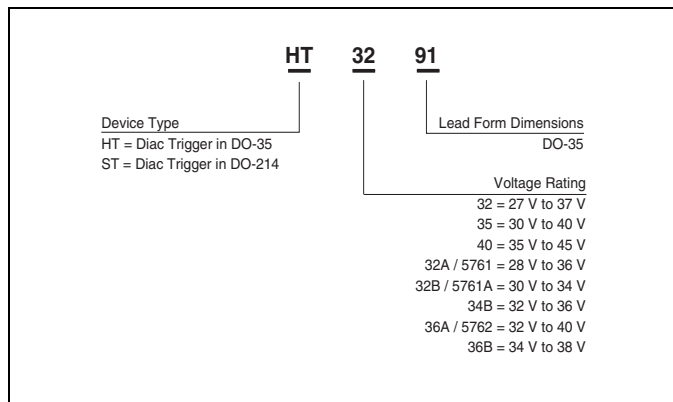 HT 32 91
Device Type
HT = Diac Trigger in DO-35
ST = Diac Trigger in DO-214
Lead Form Dimensions
DO-35
Voltage Rating
32 = 27 V to 37 V
35 = 30 V to 40 V
40 = 35 V to 45 V
32A / 5761 = 28 V to 36 V
32B / 5761A = 30 V to 34 V
34B = 32 V to 36 V
36A / 5762 = 32 V to 40 V
36B = 34 V to 38 V